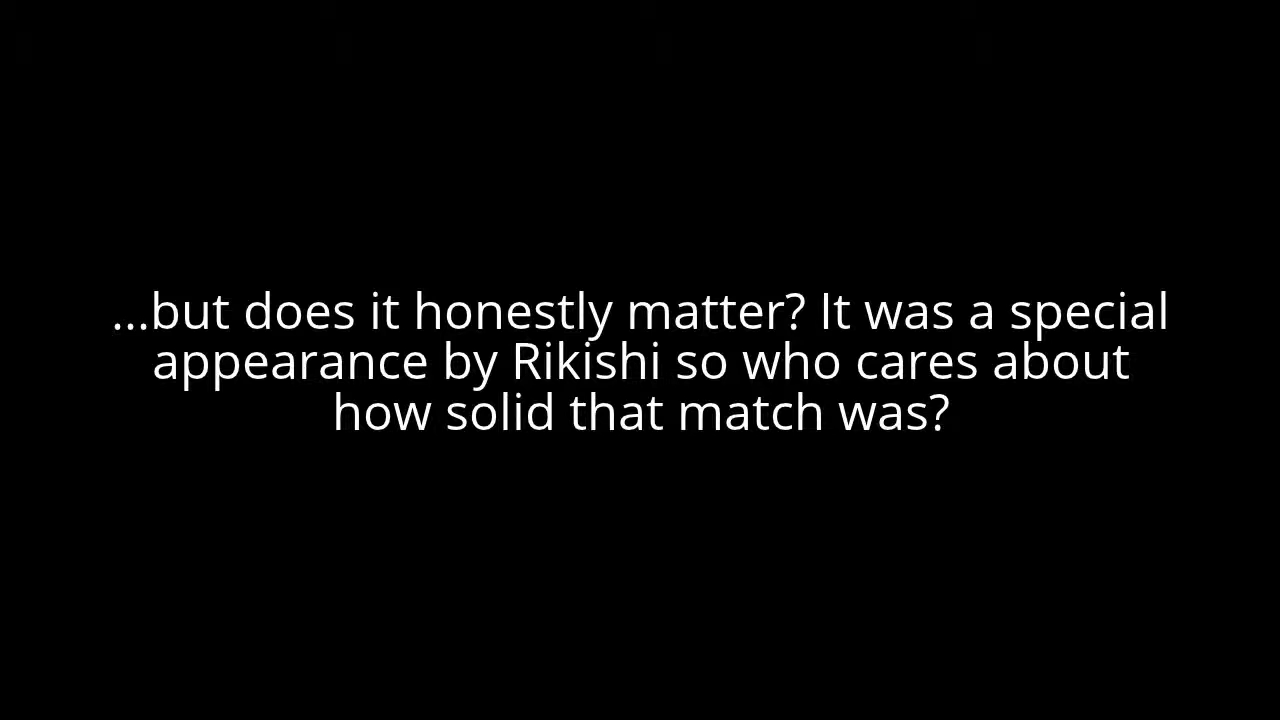 ...but does it honestly matter? It was a special
appearance by Rikishi so who cares about
how solid that match was?